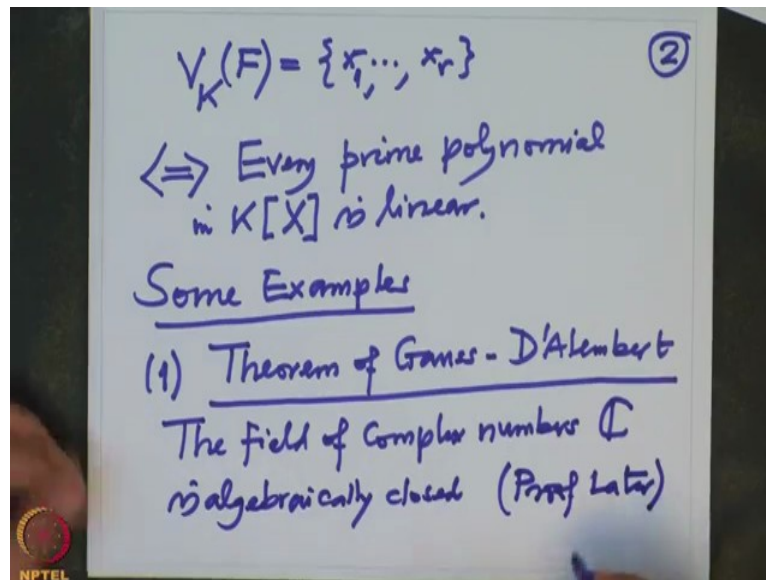 ②
V_K(F) = {x_1, ..., x_r}
<=> Every prime polynomial
in K[X] is linear.
Some Examples
(1) Theorem of Gauss - D'Alembert
The field of Complex numbers ℂ
is algebraically closed (Proof Later)
NPTEL